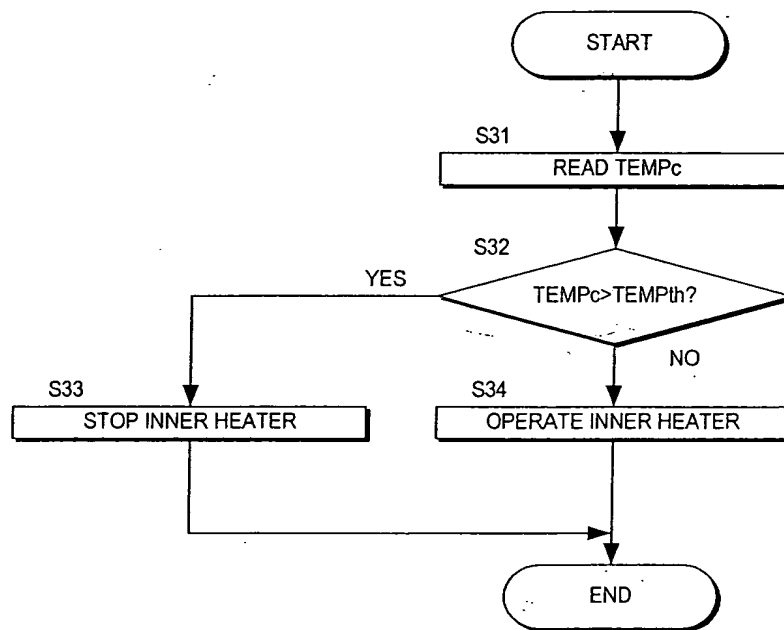 START
S31
READ TEMPc
S32
TEMPc>TEMPth?
YES
NO
S33
STOP INNER HEATER
S34
OPERATE INNER HEATER
END